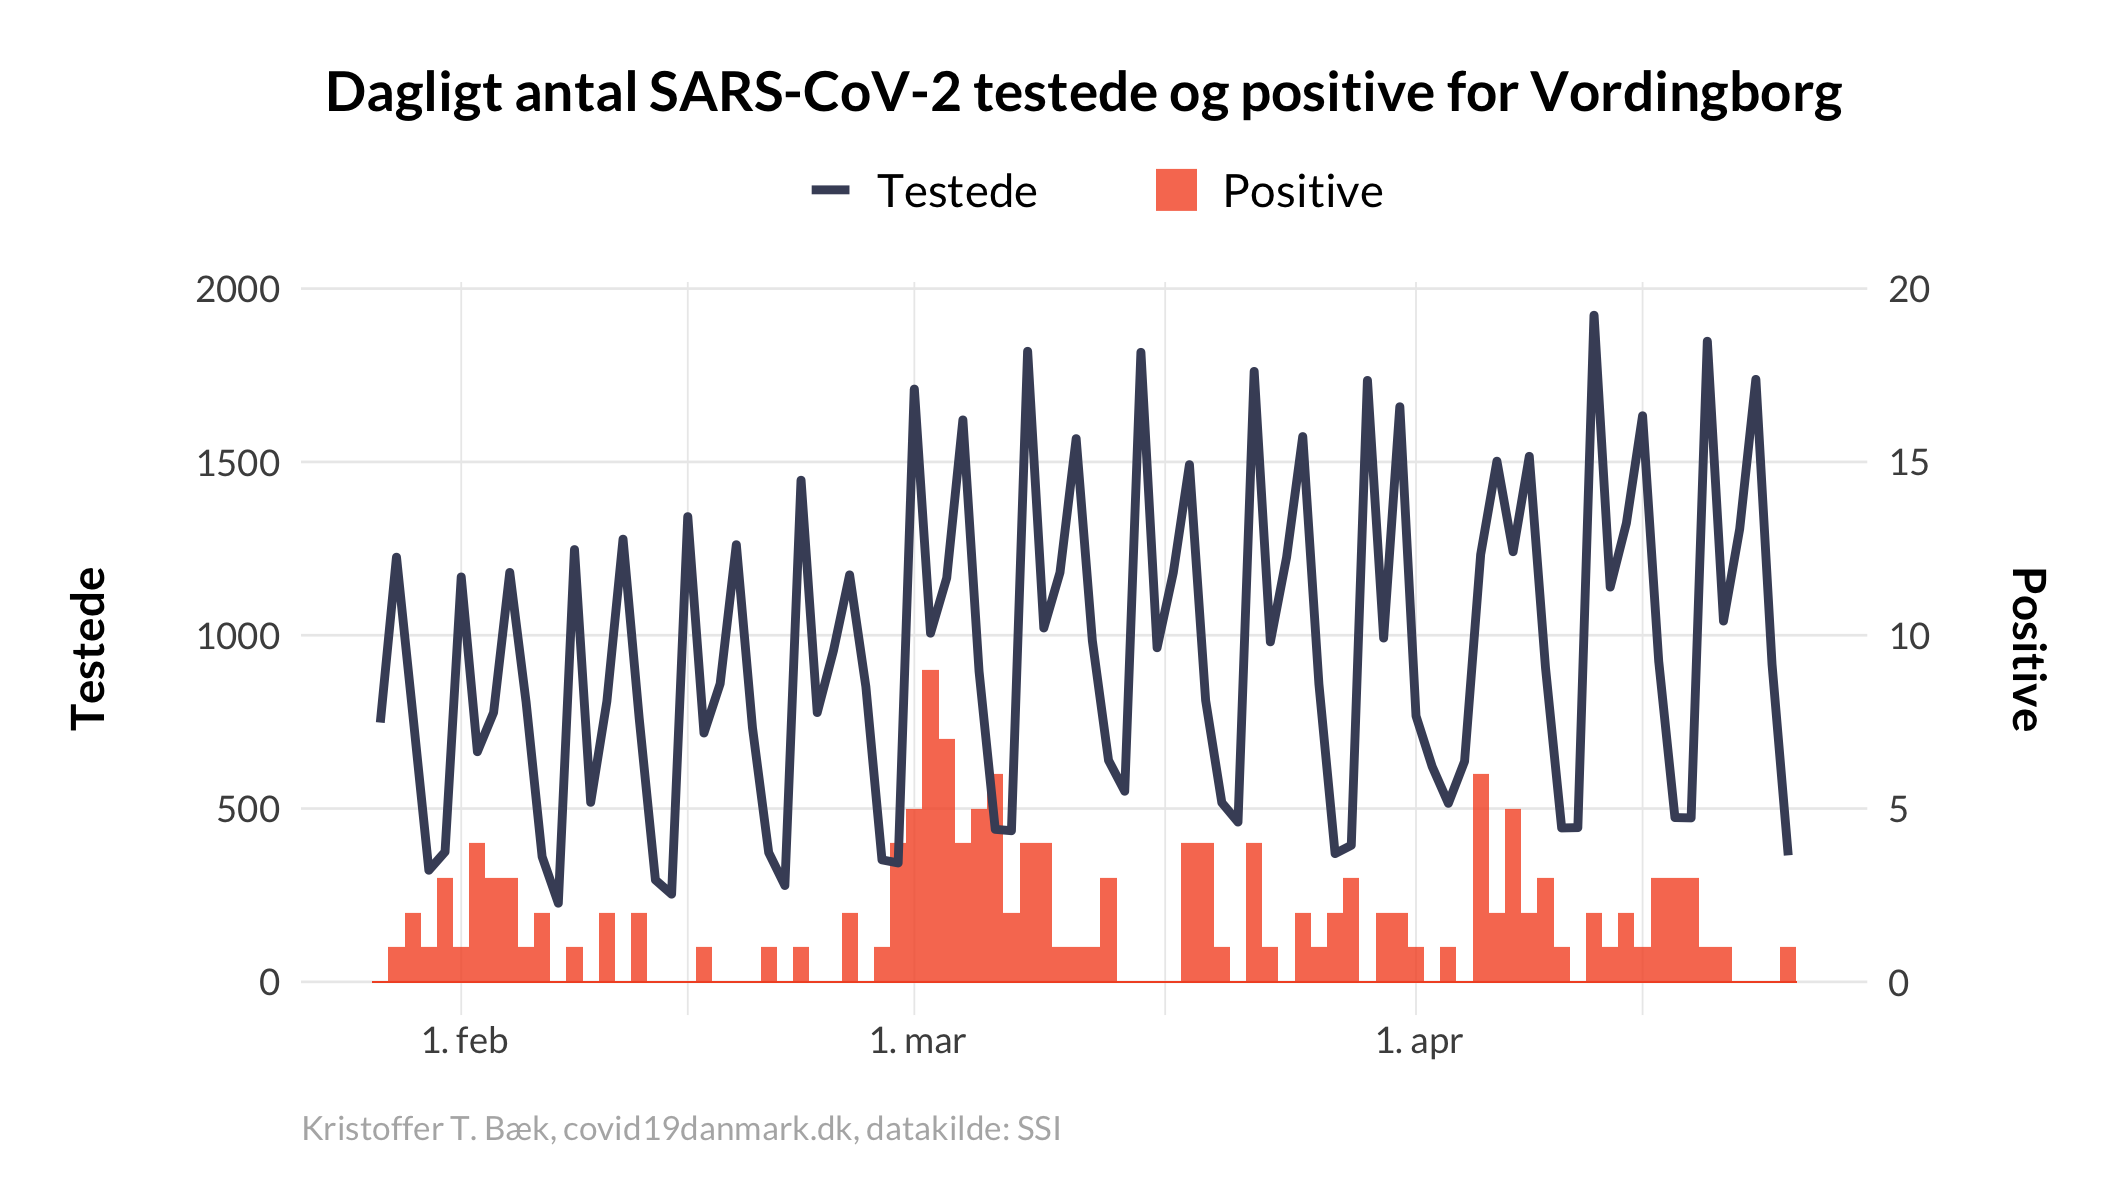 Dagligt antal SARS-CoV-2 testede og positive for Vordingborg
Testede Positive
2000 20
1500 15
1000 10
500 5
0 0
Testede
Positive
1. feb 1. mar 1. apr
Kristoffer T. Bæk, covid19danmark.dk, datakilde: SSI